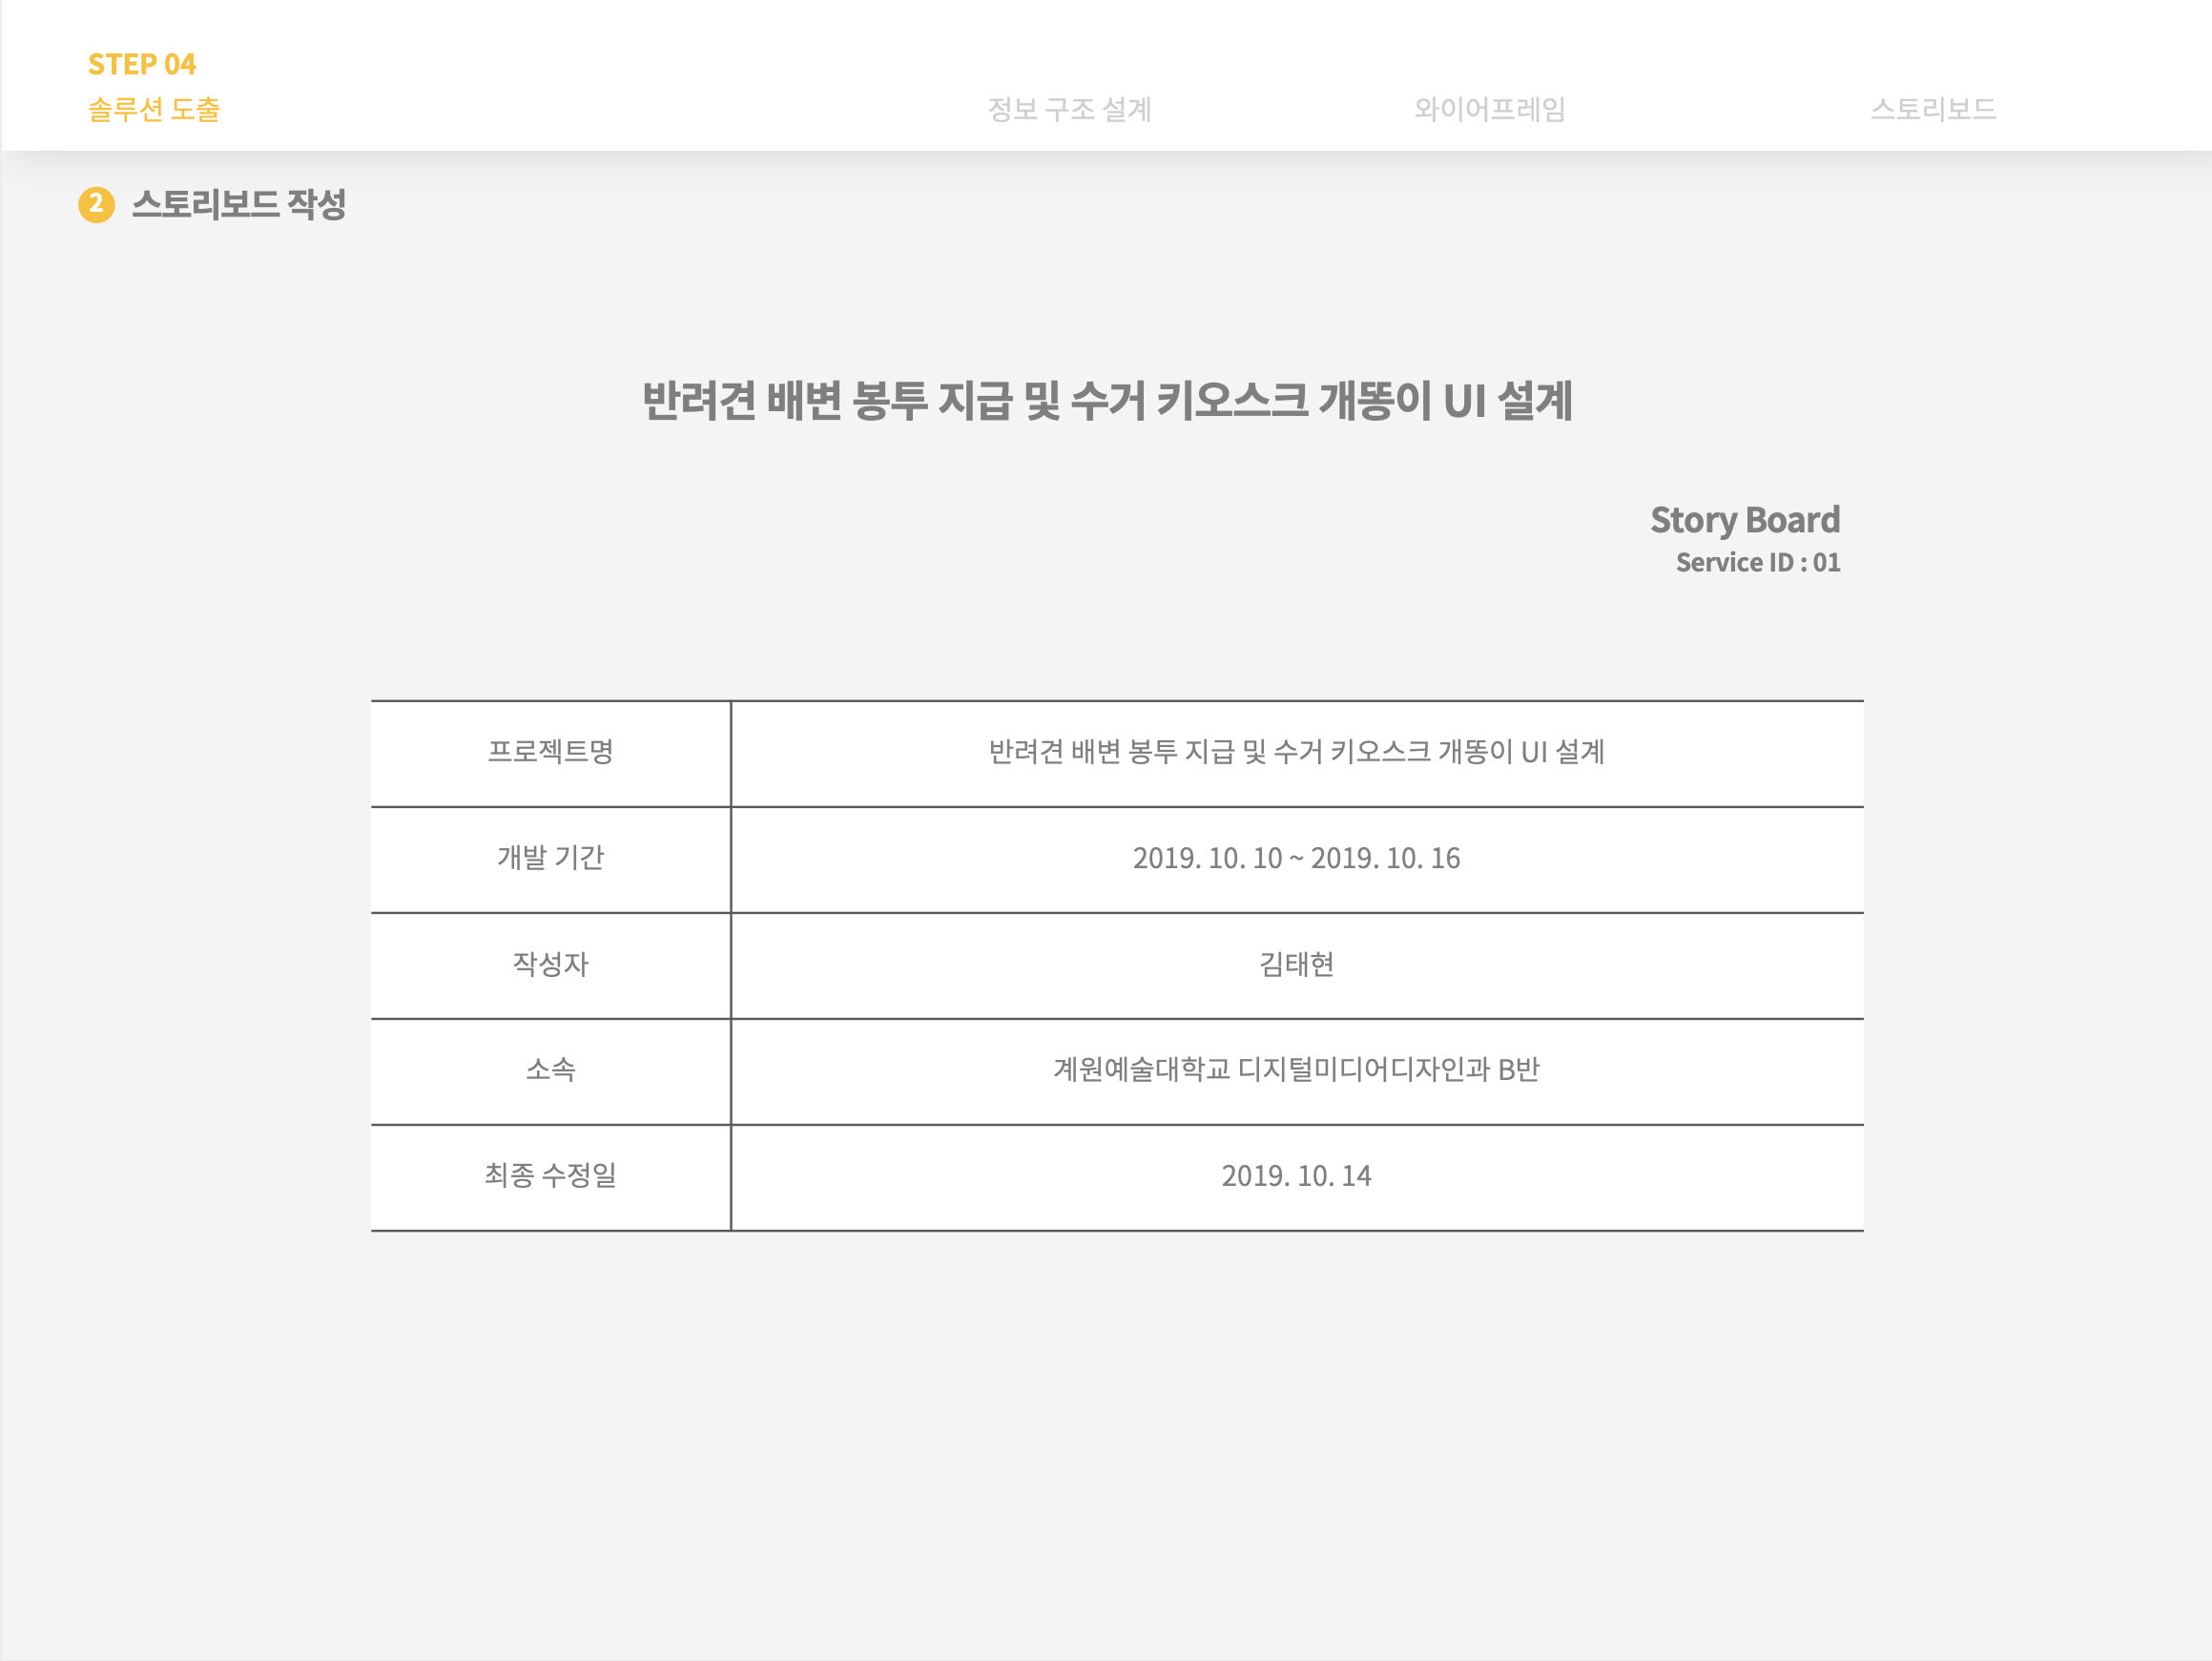 STEP 04
솔루션 도출
정보 구조 설계 와이어프레임 스토리보드
2 스토리보드 작성
반려견 배변 봉투 지급 및 수거 키오스크 개똥이 UI 설계
Story Board
Service ID : 01
프로젝트명 반려견 배변 봉투 지급 및 수거 키오스크 개똥이 UI 설계
개발 기간 2019. 10. 10 ~ 2019. 10. 16
작성자 김태현
소속 계원예술대학교 디지털미디어디자인과 B반
최종 수정일 2019. 10. 14